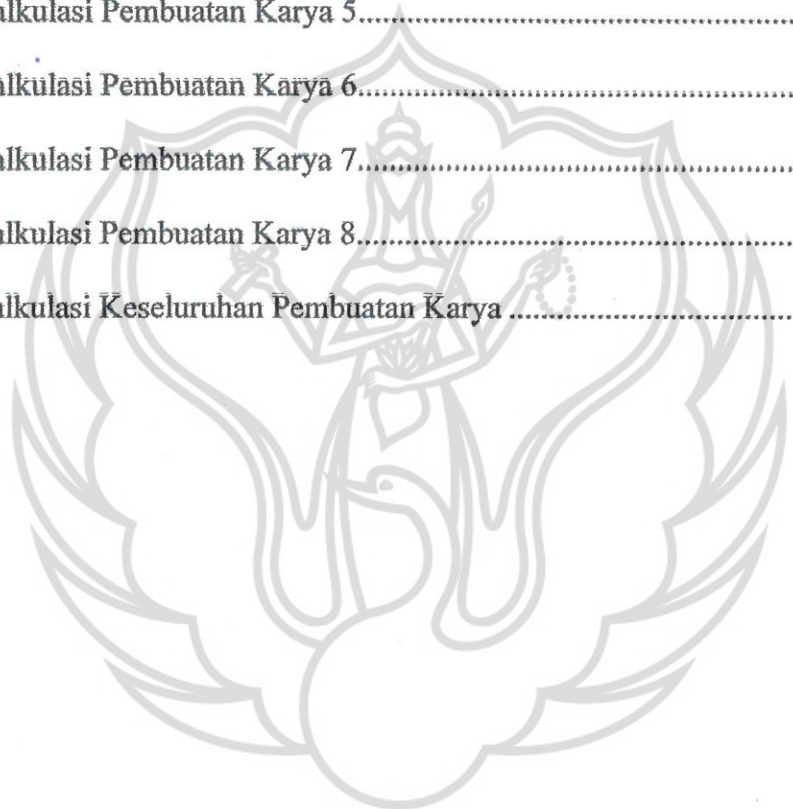 alkulasi Pembuatan Karya 5....................................................
alkulasi Pembuatan Karya 6....................................................
alkulasi Pembuatan Karya 7....................................................
alkulasi Pembuatan Karya 8....................................................
alkulasi Keseluruhan Pembuatan Karya ..................................